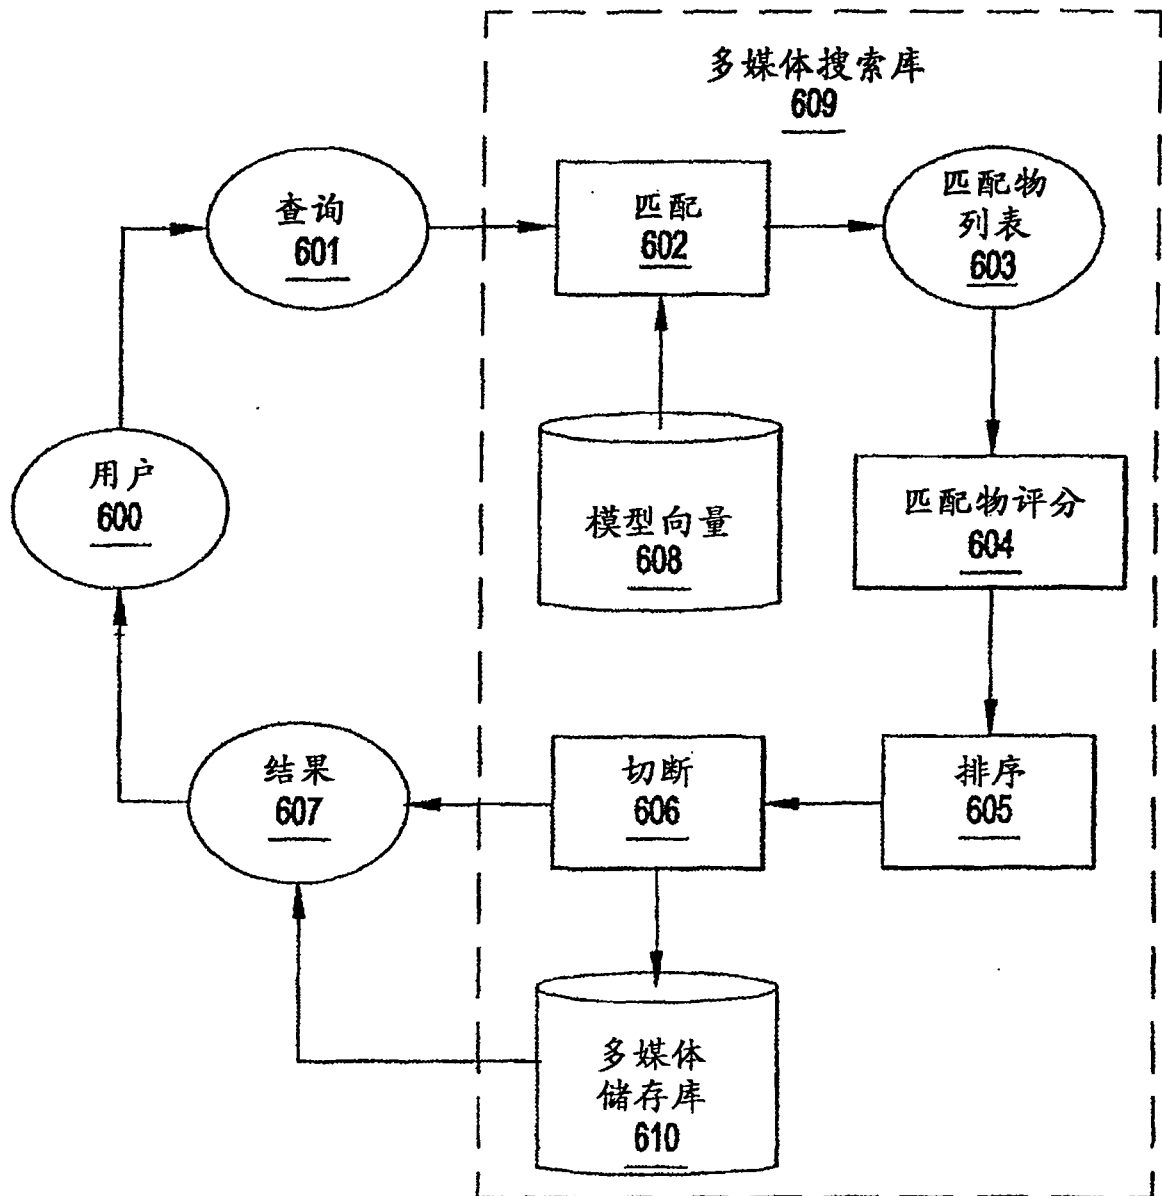 多媒体搜索库
609
查询
601
匹配
602
匹配物
列表
603
用户
600
模型向量
608
匹配物评分
604
结果
607
切断
606
排序
605
多媒体
储存库
610